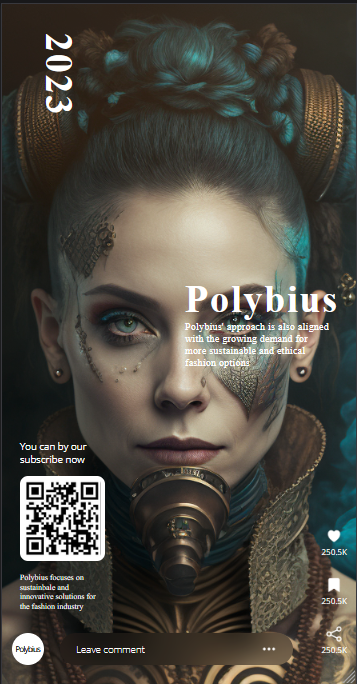 2023
Polybius
Polybius' approach is also aligned
with the growing demand for
more sustainable and ethical
fashion options
You can by our
subscribe now
Polybius focuses on
sustainbale and
innovative solutions for
the fashion industry
250.5K
250.5K
250.5K
Polybius
Leave comment